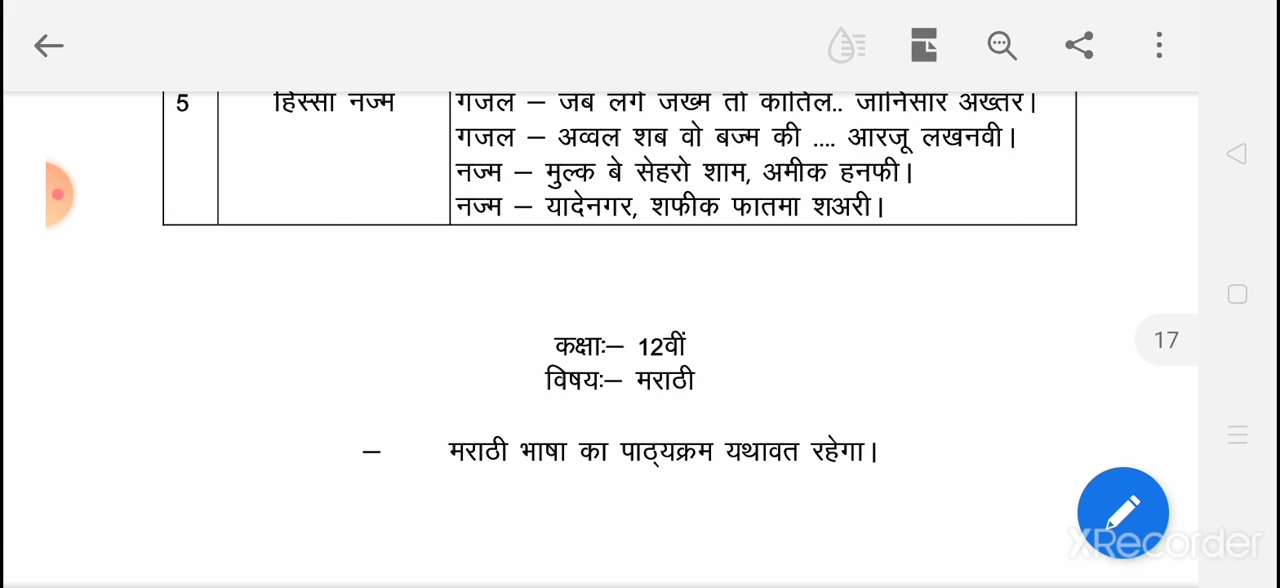 5 हिस्सा नज्म गजल – जब लगे जख्म तो कातिल.. जांनिसार अख्तर।
गजल – अव्वल शब वो बज्म की .... आरजू लखनवी।
नज्म – मुल्क बे सेहरो शाम, अमीक हनफी।
नज्म – यादेनगर, शफीक फातमा शअरी।
कक्षाः– 12वीं
17
विषयः– मराठी
– मराठी भाषा का पाठ्यक्रम यथावत रहेगा।
XRecorder